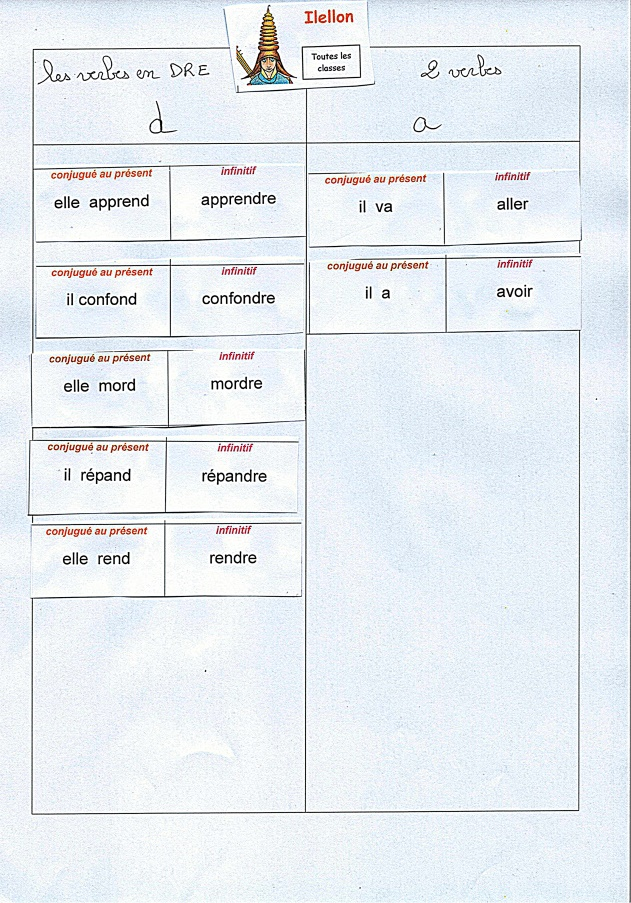 Ilellon
Toutes les
classes
les verbes en DRE
d
2 verbes
a
conjugué au présent infinitif
elle apprend apprendre
conjugué au présent infinitif
il confond confondre
conjugué au présent infinitif
elle mord mordre
conjugué au présent infinitif
il répand répandre
conjugué au présent infinitif
elle rend rendre
conjugué au présent infinitif
il va aller
conjugué au présent infinitif
il a avoir